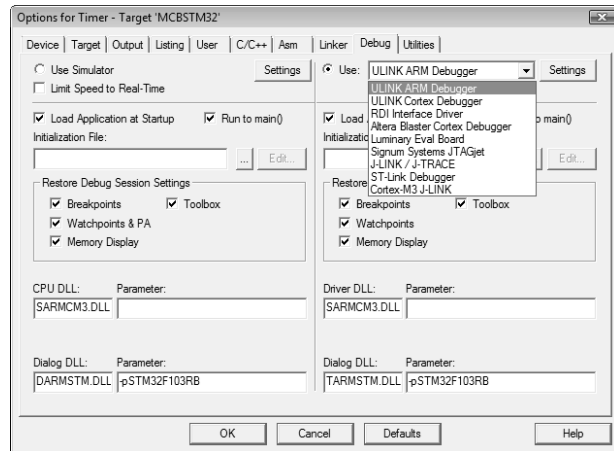 Options for Timer - Target 'MCBSTM32'
Device Target Output Listing User C/C++ Asm Linker Debug Utilities
Use Simulator Settings
Limit Speed to Real-Time
Load Application at Startup Run to main()
Initialization File:
... Edit...
Restore Debug Session Settings
Breakpoints Toolbox
Watchpoints & PA
Memory Display
CPU DLL: Parameter:
SARMCM3.DLL
Dialog DLL: Parameter:
DARMSTM.DLL -pSTM32F103RB
Use: ULINK ARM Debugger Settings
ULINK ARM Debugger
ULINK Cortex Debugger
RDI Interface Driver
Altera Blaster Cortex Debugger
Luminary Eval Board
Signum Systems JTAGjet
J-LINK / J-TRACE
ST-Link Debugger
Cortex-M3 J-LINK
Load main()
Edit...
Breakpoints Toolbox
Watchpoints
Memory Display
Driver DLL: Parameter:
SARMCM3.DLL
Dialog DLL: Parameter:
TARMSTM.DLL -pSTM32F103RB
OK Cancel Defaults Help